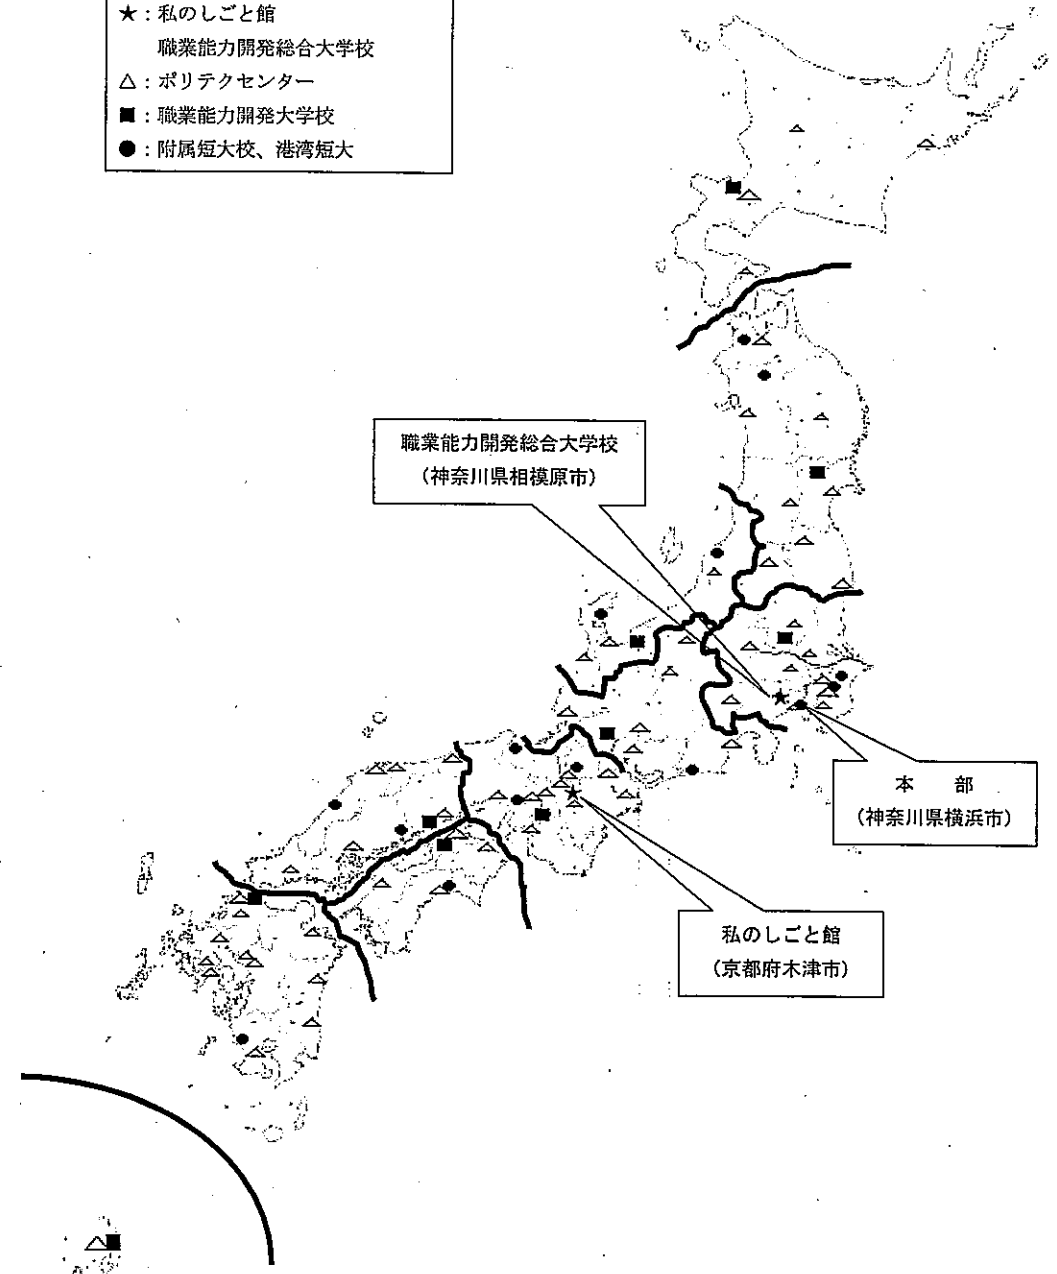 ★：私のしごと館
職業能力開発総合大学校
△：ポリテクセンター
■：職業能力開発大学校
●：附属短大校、港湾短大
職業能力開発総合大学校
（神奈川県相模原市）
本　部
（神奈川県横浜市）
私のしごと館
（京都府木津市）